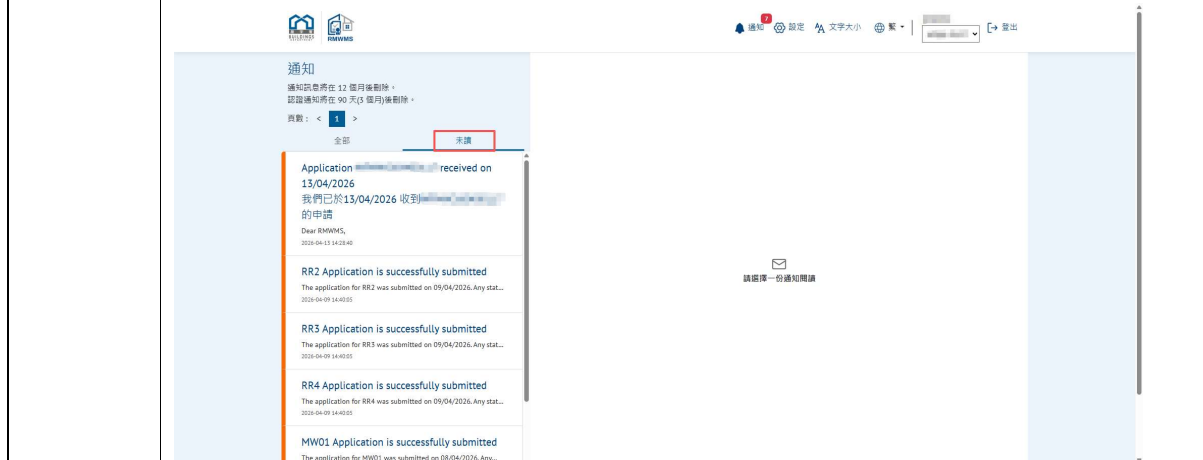 BUILDINGS
RMWMS
通知 7
設定
文字大小
繁
登出
通知
通知訊息將在 12 個月後刪除。
認證通知將在 90 天(3 個月)後刪除。
頁數： < 1 >
全部
未讀
Application received on
13/04/2026
我們已於13/04/2026 收到
的申請
Dear RMWMS,
2026-04-13 14:28:40
RR2 Application is successfully submitted
The application for RR2 was submitted on 09/04/2026. Any stat...
2026-04-09 14:40:05
RR3 Application is successfully submitted
The application for RR3 was submitted on 09/04/2026. Any stat...
2026-04-09 14:40:05
RR4 Application is successfully submitted
The application for RR4 was submitted on 09/04/2026. Any stat...
2026-04-09 14:40:05
MW01 Application is successfully submitted
The application for MW01 was submitted on 08/04/2026. Any...
請選擇一份通知閱讀